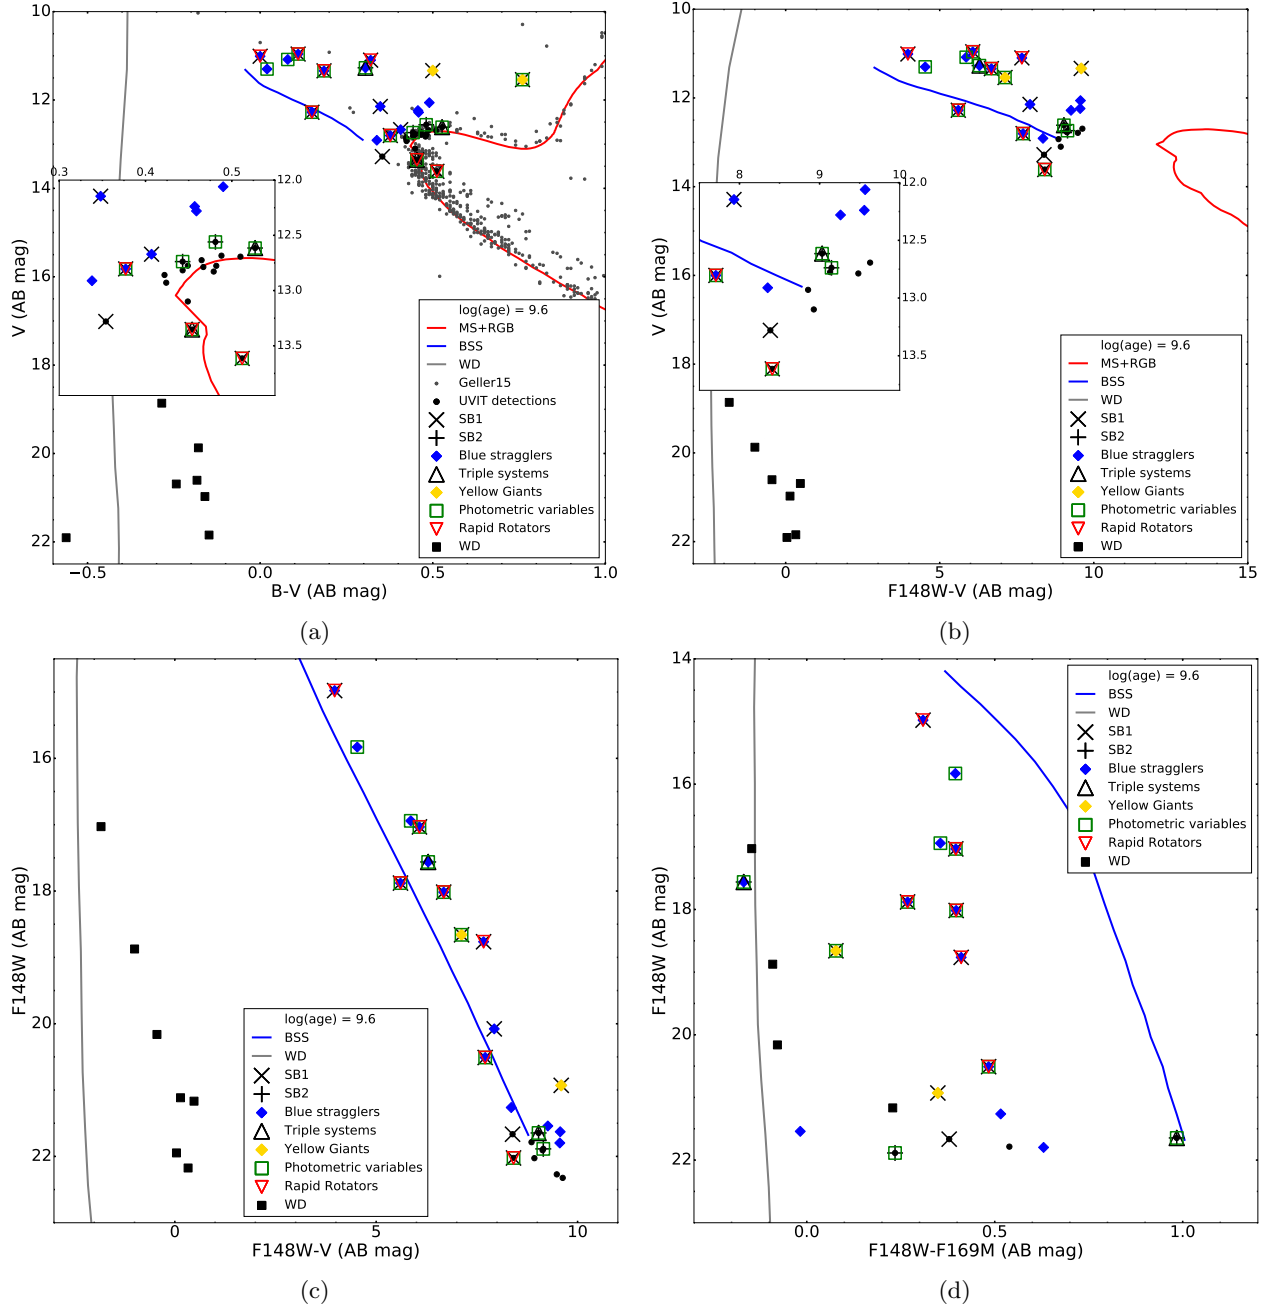 10
12
14
16
18
20
22
V (AB mag)
0.3
0.4
0.5
12.0
12.5
13.0
13.5
log(age) = 9.6
MS+RGB
BSS
WD
Geller15
UVIT detections
SB1
SB2
Blue stragglers
Triple systems
Yellow Giants
Photometric variables
Rapid Rotators
WD
−0.5
0.0
0.5
1.0
B-V (AB mag)
(a)
10
12
14
16
18
20
22
V (AB mag)
8
9
10
12.0
12.5
13.0
13.5
log(age) = 9.6
MS+RGB
BSS
WD
SB1
SB2
Blue stragglers
Triple systems
Yellow Giants
Photometric variables
Rapid Rotators
WD
0
5
10
15
F148W-V (AB mag)
(b)
16
18
20
22
F148W (AB mag)
log(age) = 9.6
BSS
WD
SB1
SB2
Blue stragglers
Triple systems
Yellow Giants
Photometric variables
Rapid Rotators
WD
0
5
10
F148W-V (AB mag)
(c)
14
16
18
20
22
F148W (AB mag)
log(age) = 9.6
BSS
WD
SB1
SB2
Blue stragglers
Triple systems
Yellow Giants
Photometric variables
Rapid Rotators
WD
0.0
0.5
1.0
F148W-F169M (AB mag)
(d)